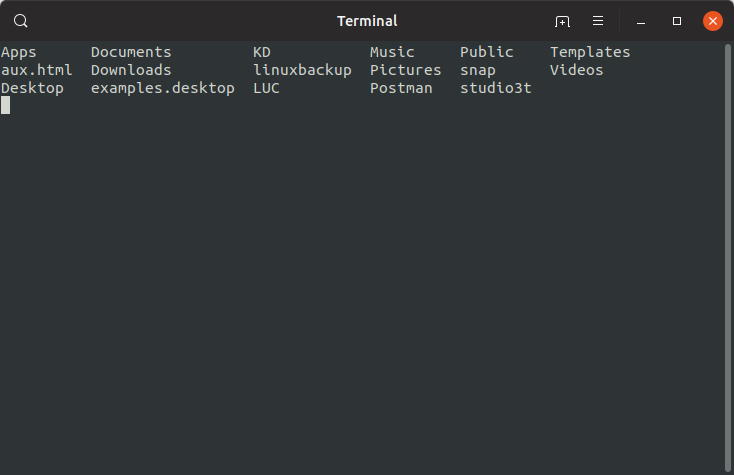 Terminal
Apps Documents KD Music Public Templates
aux.html Downloads linuxbackup Pictures snap Videos
Desktop examples.desktop LUC Postman studio3t